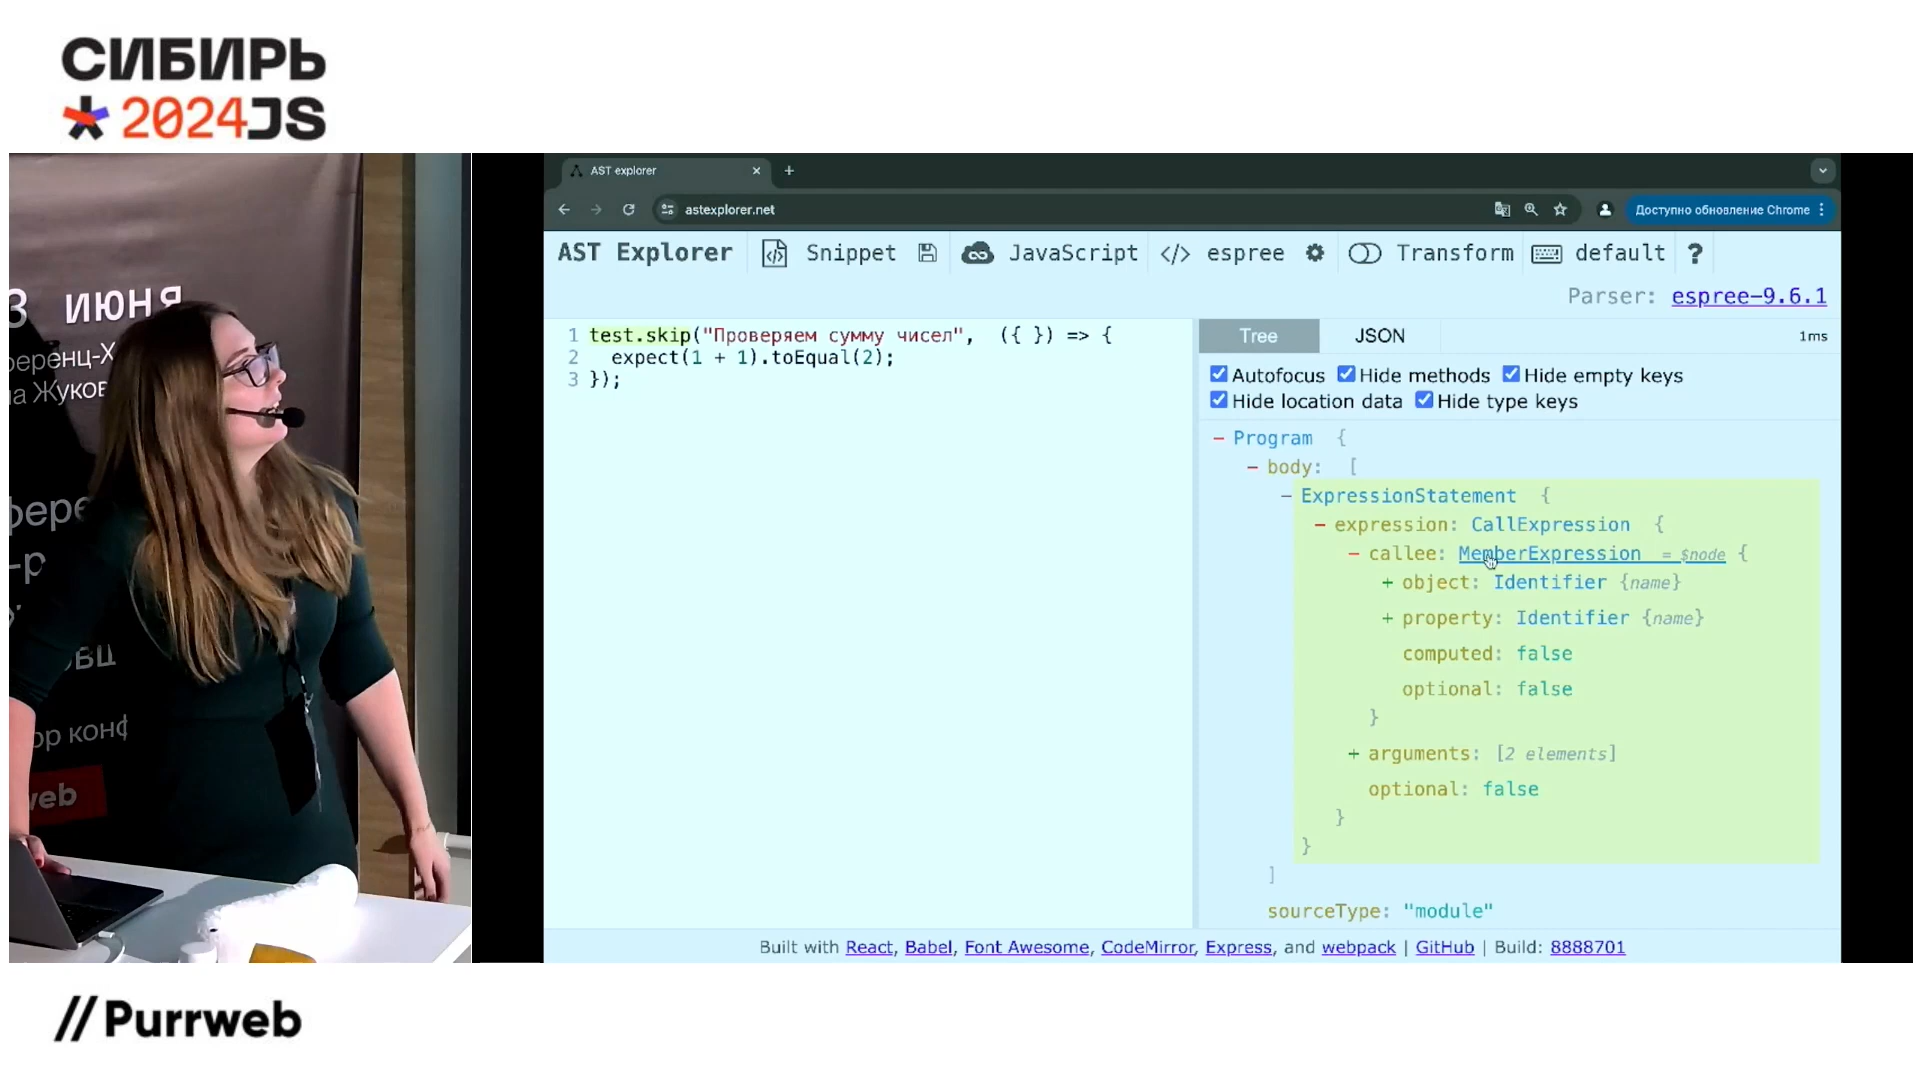 СИБИРЬ
2024JS
3 ИЮНЯ
web
// Purrweb
AST explorer
astexplorer.net
Доступно обновление Chrome
AST Explorer Snippet JavaScript </> espree Transform default ?
Parser: espree-9.6.1
1 test.skip("Проверяем сумму чисел", ({ }) => {
2 expect(1 + 1).toEqual(2);
3 });
Tree JSON 1ms
Autofocus Hide methods Hide empty keys
Hide location data Hide type keys
− Program {
− body: [
− ExpressionStatement {
− expression: CallExpression {
− callee: MemberExpression = $node {
+ object: Identifier {name}
+ property: Identifier {name}
computed: false
optional: false
}
+ arguments: [2 elements]
optional: false
}
}
]
sourceType: "module"
Built with React, Babel, Font Awesome, CodeMirror, Express, and webpack | GitHub | Build: 8888701